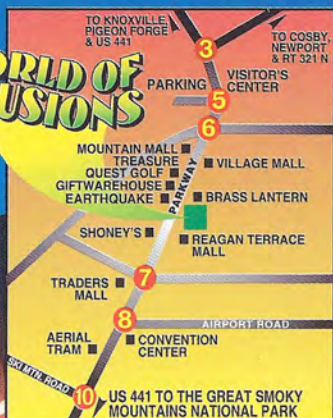 TO KNOXVILLE,
PIGEON FORGE
& US 441
TO COSBY,
NEWPORT
& RT 321 N
3
OF
PARKING
VISITOR'S
CENTER
5
6
MOUNTAIN MALL
TREASURE
QUEST GOLF
GIFTWAREHOUSE
EARTHQUAKE
PARKWAY
VILLAGE MALL
BRASS LANTERN
SHONEY'S
REAGAN TERRACE
MALL
TRADERS
MALL
7
8
AIRPORT ROAD
AERIAL
TRAM
CONVENTION
CENTER
SKI MTN. ROAD
10
US 441 TO THE GREAT SMOKY
MOUNTAINS NATIONAL PARK